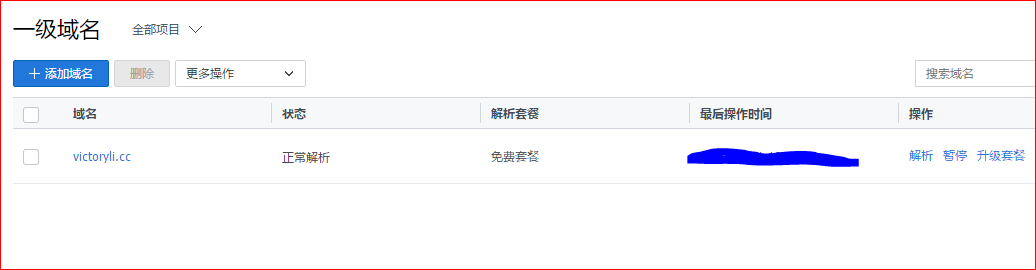 一级域名 全部项目
添加域名 删除 更多操作 搜索域名
域名 状态 解析套餐 最后操作时间 操作
victoryli.cc 正常解析 免费套餐 解析 暂停 升级套餐